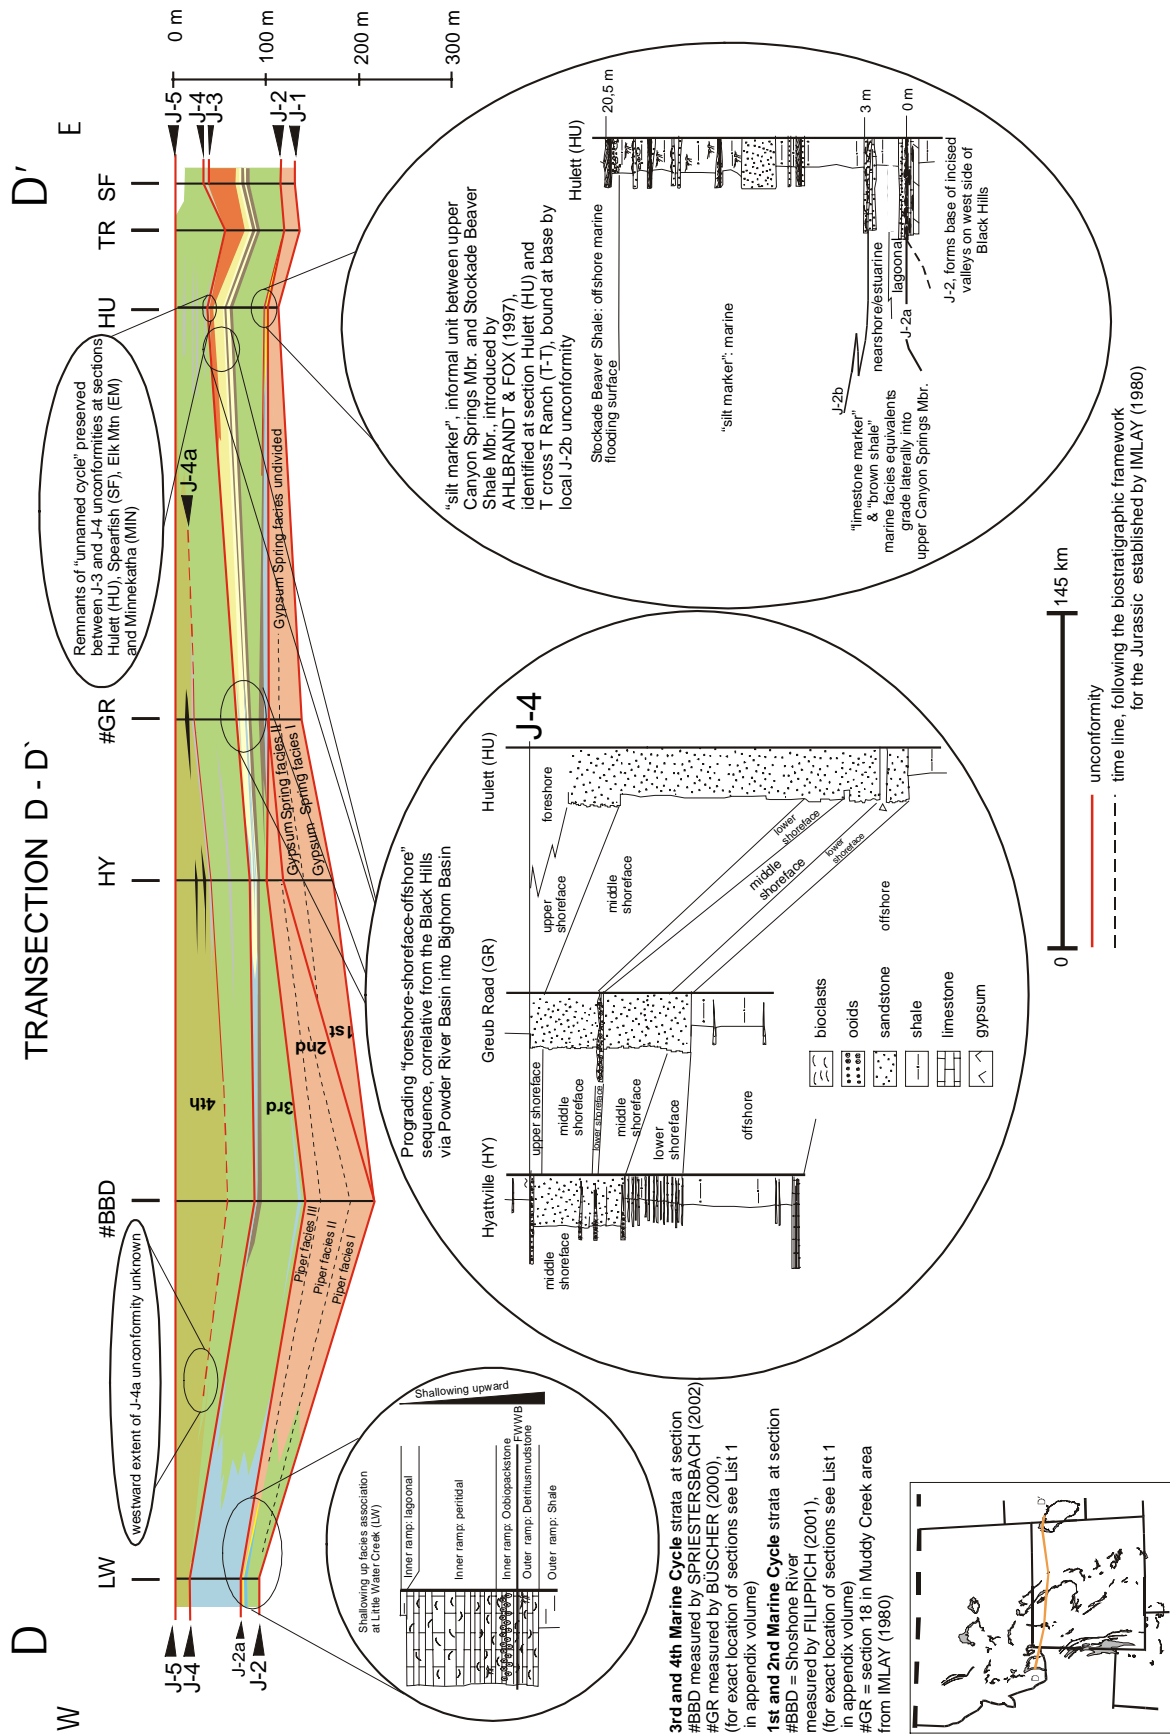 TRANSECTION D - D`
D
W
D'
E
LW
#BBD
HY
#GR
HU
TR
SF
J-5
J-4
J-2a
J-2
J-5
J-4
J-3
J-2
J-1
0 m
100 m
200 m
300 m
westward extent of J-4a unconformity unknown
Remnants of "unnamed cycle" preserved
between J-3 and J-4 unconformities at sections
Hulett (HU), Spearfish (SF), Elk Mtn (EM)
and Minnekatha (MIN)
J-4a
4th
3rd
2nd
1st
Piper facies III
Piper facies II
Piper facies I
Gypsum Spring facies II
Gypsum Spring facies I
Gypsum Spring facies undivided
Shallowing up facies association
at Little Water Creek (LW)
Shallowing upward
Inner ramp: lagoonal
Inner ramp: peritidal
Inner ramp: Oobiopackstone
FWWB
Outer ramp: Detritusmudstone
Outer ramp: Shale
Prograding "foreshore-shoreface-offshore"
sequence, correlative from the Black Hills
via Powder River Basin into Bighorn Basin
Hyattville (HY)
Greub Road (GR)
Hulett (HU)
J-4
middle
shoreface
upper shoreface
middle
shoreface
lower shoreface
middle
shoreface
lower
shoreface
offshore
upper
shoreface
foreshore
middle
shoreface
lower
shoreface
middle
shoreface
lower
shoreface
offshore
bioclasts
ooids
sandstone
shale
limestone
gypsum
"silt marker", informal unit between upper
Canyon Springs Mbr. and Stockade Beaver
Shale Mbr., introduced by
AHLBRANDT & FOX (1997),
identified at section Hulett (HU) and
T cross T Ranch (T-T), bound at base by
local J-2b unconformity
Hulett (HU)
20,5 m
3 m
0 m
Stockade Beaver Shale: offshore marine
flooding surface
"silt marker": marine
J-2b
nearshore/estuarine
lagoonal
J-2a
"limestone marker"
& "brown shale"
marine facies equivalents
grade laterally into
upper Canyon Springs Mbr.
J-2, forms base of incised
valleys on west side of
Black Hills
0
145 km
unconformity
time line, following the biostratigraphic framework
for the Jurassic established by IMLAY (1980)
3rd and 4th Marine Cycle strata at section
#BBD measured by SPRIESTERSBACH (2002)
#GR measured by BÜSCHER (2000),
(for exact location of sections see List 1
in appendix volume)
1st and 2nd Marine Cycle strata at section
#BBD = Shoshone River
measured by FILIPPICH (2001),
(for exact location of sections see List 1
in appendix volume)
#GR = section 18 in Muddy Creek area
from IMLAY (1980)
D
D'